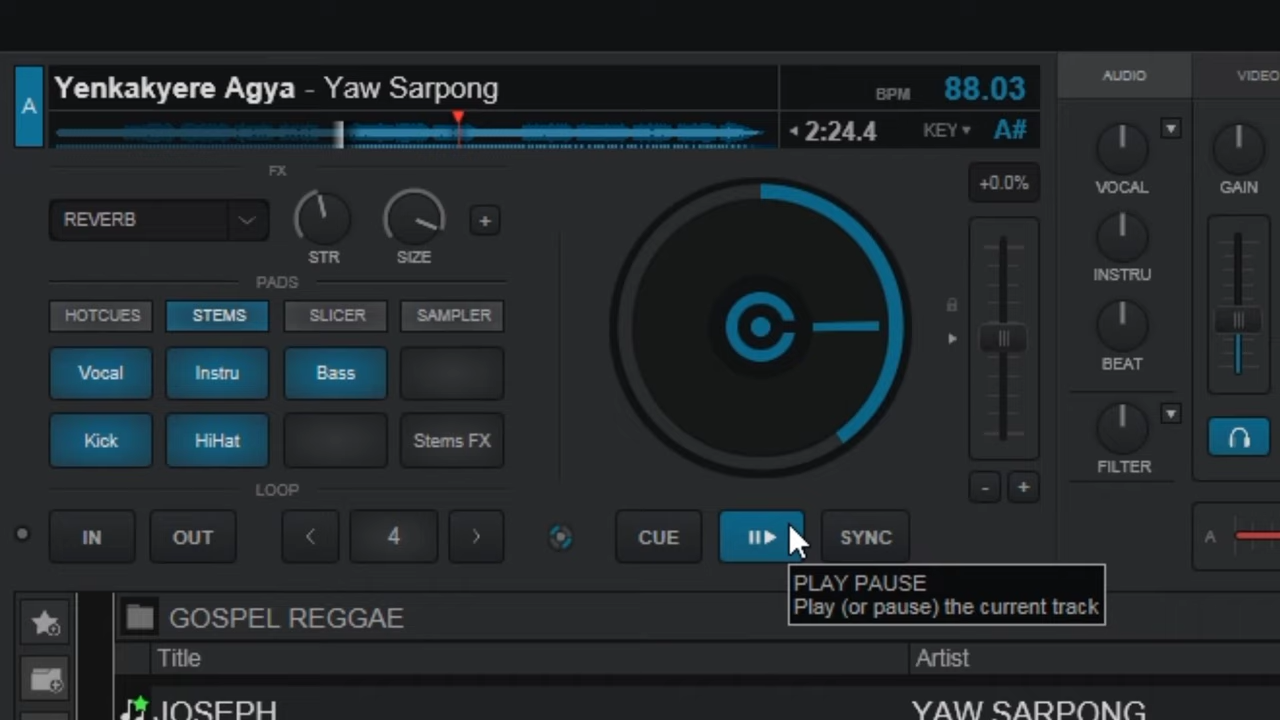 A
Yenkakyere Agya - Yaw Sarpong
BPM 88.03
2:24.4 KEY A#
AUDIO VIDEO
+0.0%
FX
REVERB
STR SIZE
+
PADS
HOTCUES STEMS SLICER SAMPLER
Vocal Instru Bass
Kick HiHat Stems FX
LOOP
IN OUT < 4 > CUE SYNC
- +
VOCAL
INSTRU
BEAT
FILTER
GAIN
A
PLAY PAUSE
Play (or pause) the current track
GOSPEL REGGAE
Title Artist
JOSEPH YAW SARPONG